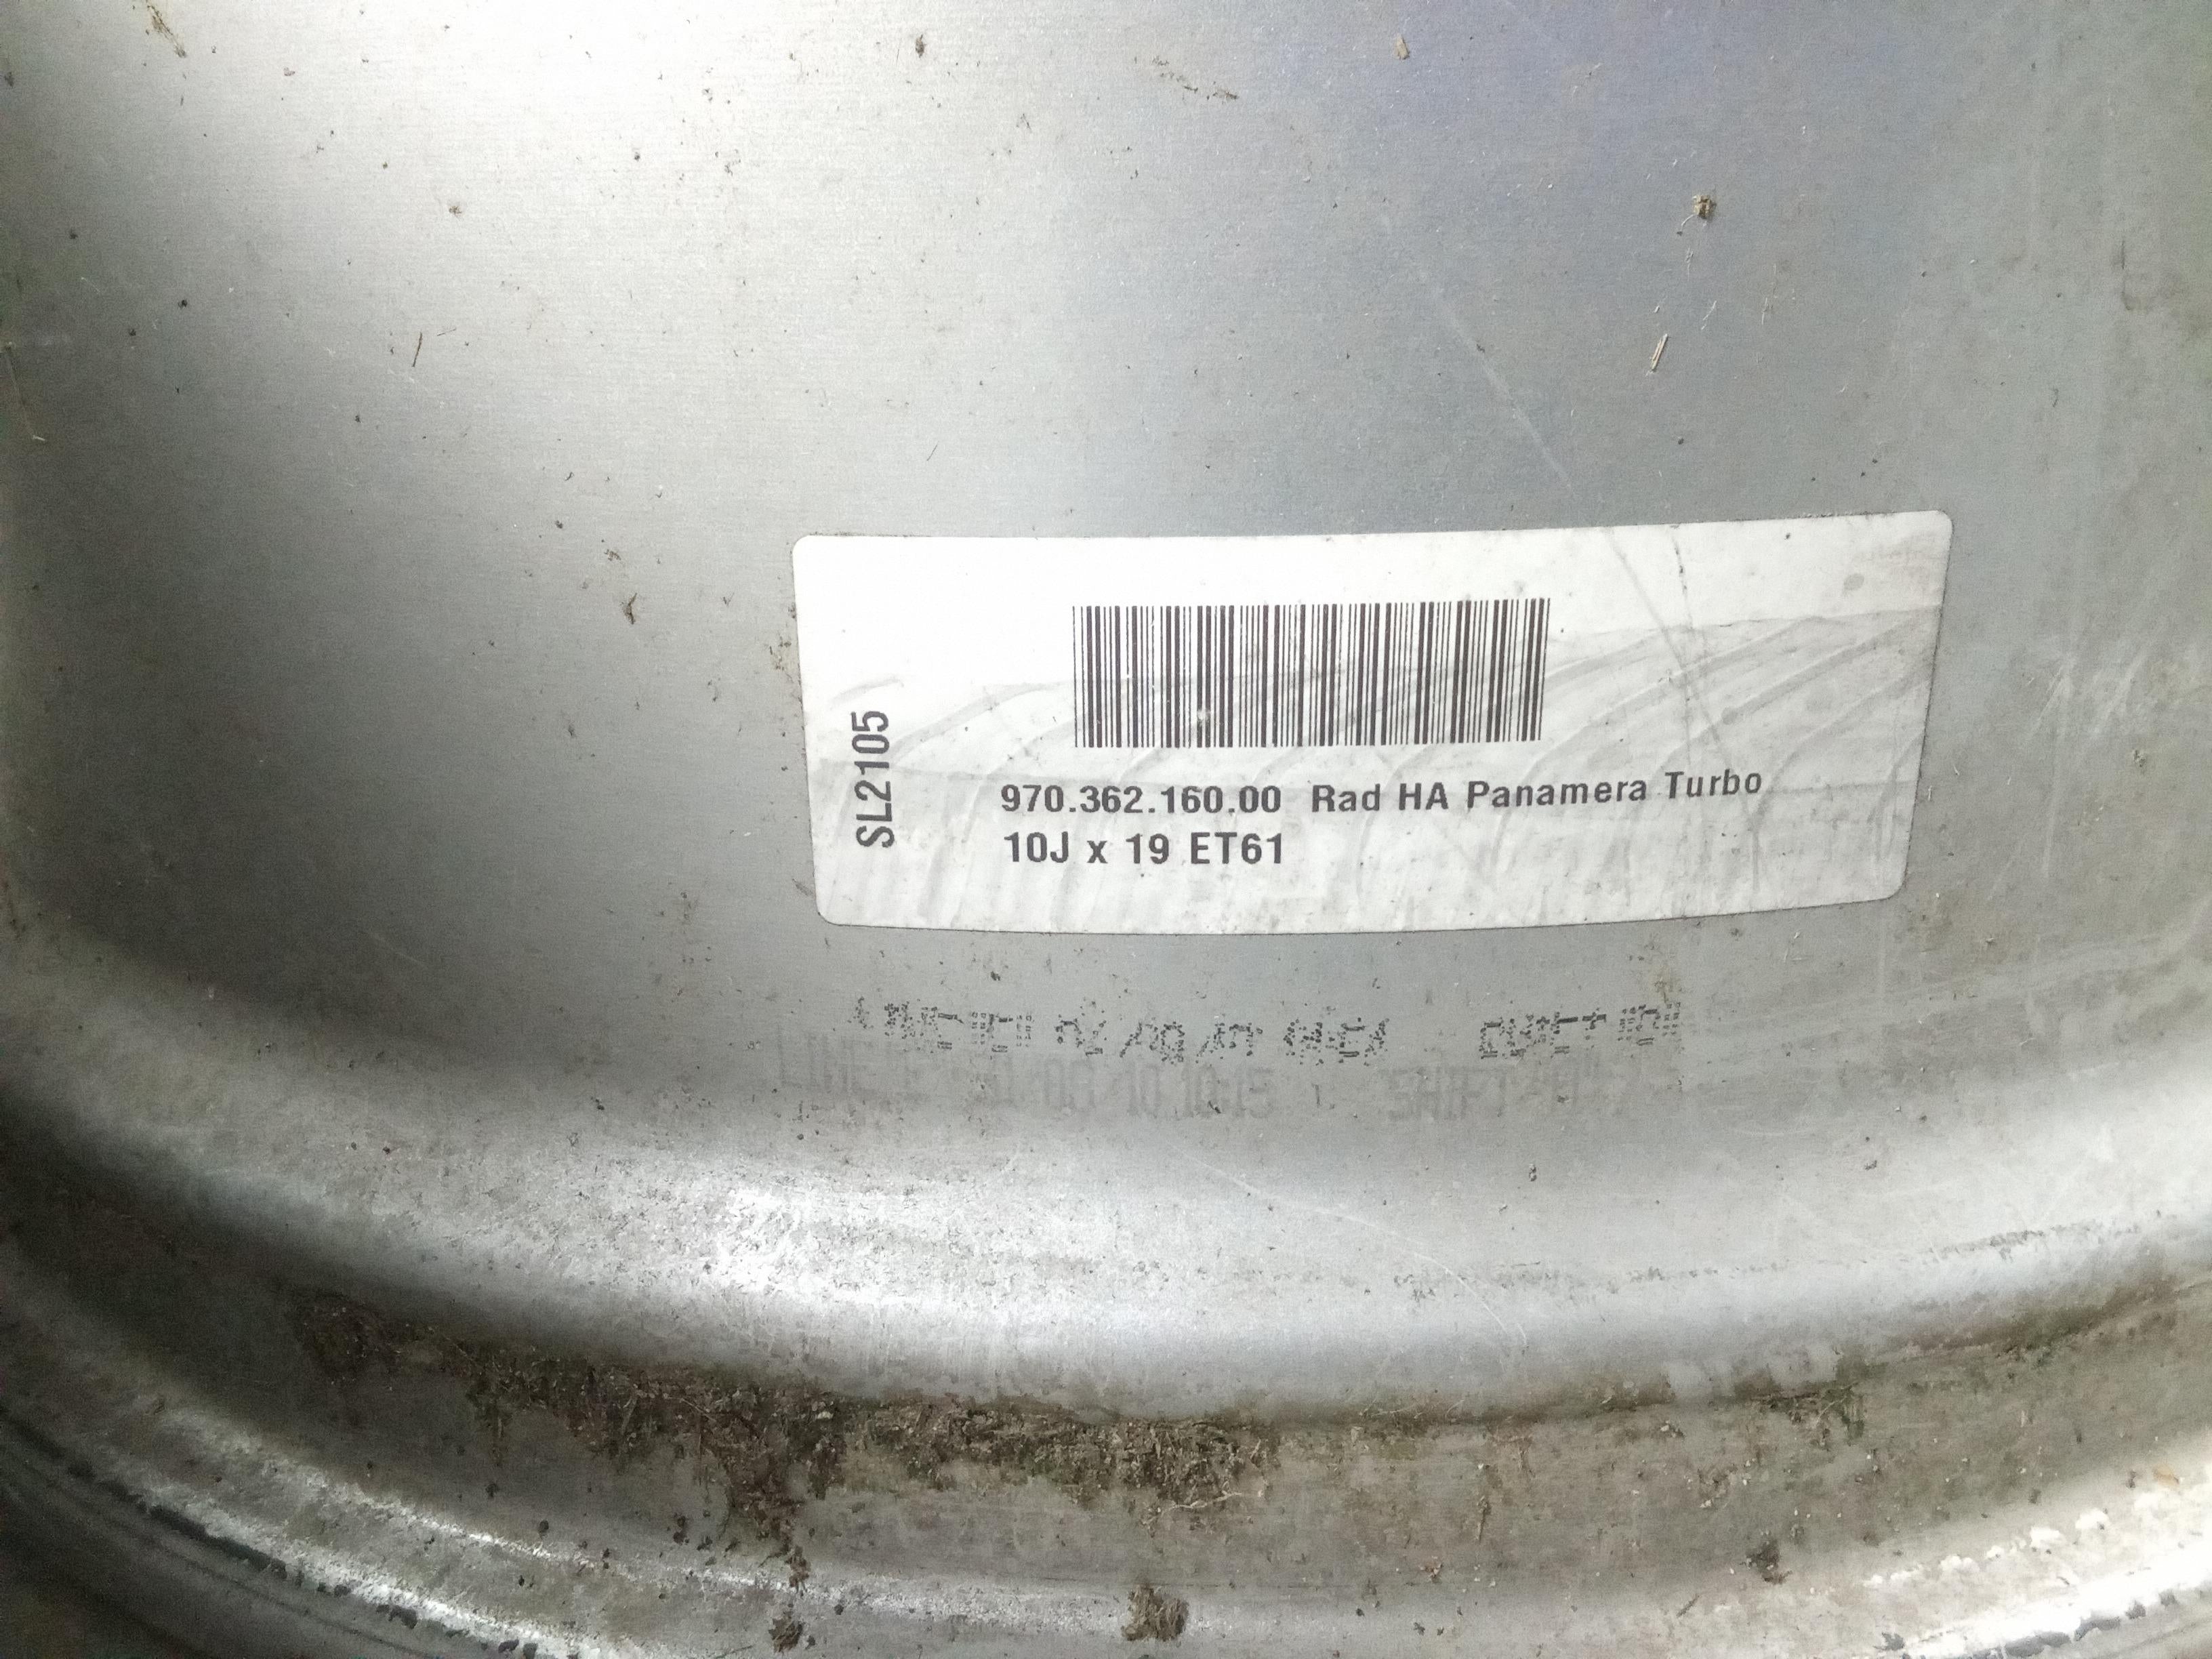 SL2105
970.362.160.00 Rad HA Panamera Turbo
10J x 19 ET61